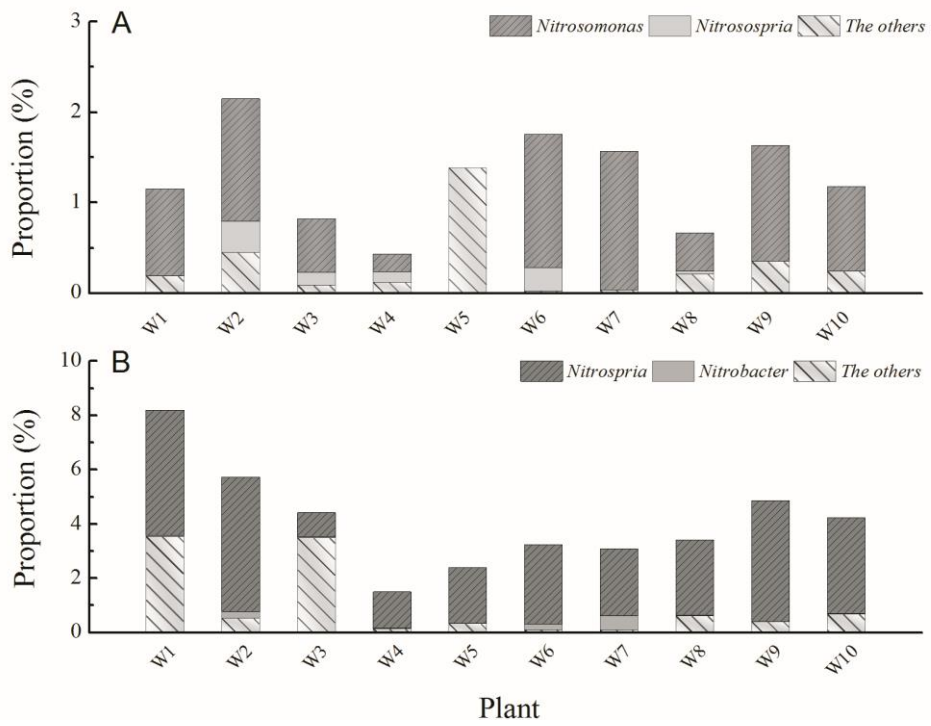 A
Nitrosomonas Nitrosospria The others
3
2
1
0
Proportion (%)
W1 W2 W3 W4 W5 W6 W7 W8 W9 W10
B
Nitrospria Nitrobacter The others
10
8
6
4
2
0
Proportion (%)
W1 W2 W3 W4 W5 W6 W7 W8 W9 W10
Plant